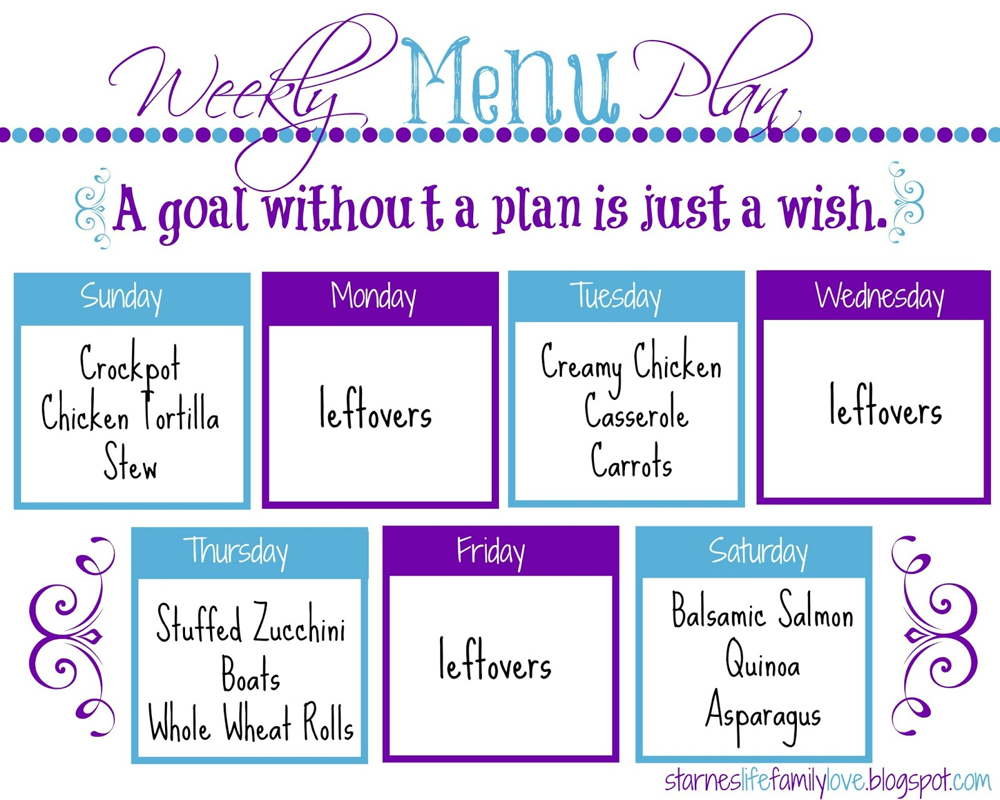 Weekly Menu Plan
A goal without a plan is just a wish.
Sunday
Crockpot
Chicken Tortilla
Stew
Monday
leftovers
Tuesday
Creamy Chicken
Casserole
Carrots
Wednesday
leftovers
Thursday
Stuffed Zucchini
Boats
Whole Wheat Rolls
Friday
leftovers
Saturday
Balsamic Salmon
Quinoa
Asparagus
starneslifefamilylove.blogspot.com